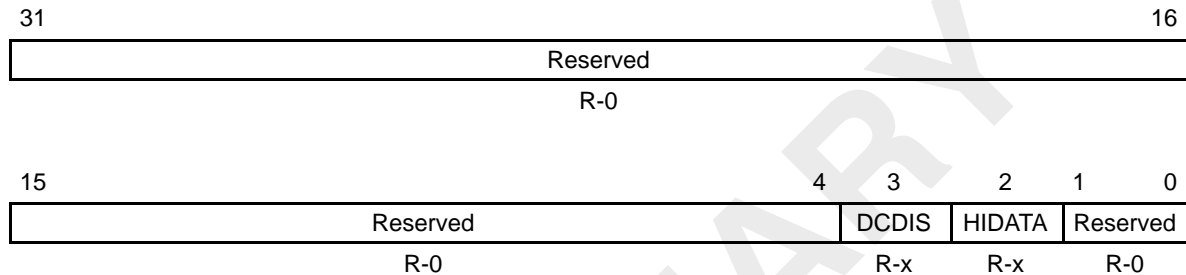 31 16
Reserved
R-0
15 4 3 2 1 0
Reserved DCDIS HIDATA Reserved
R-0 R-x R-x R-0